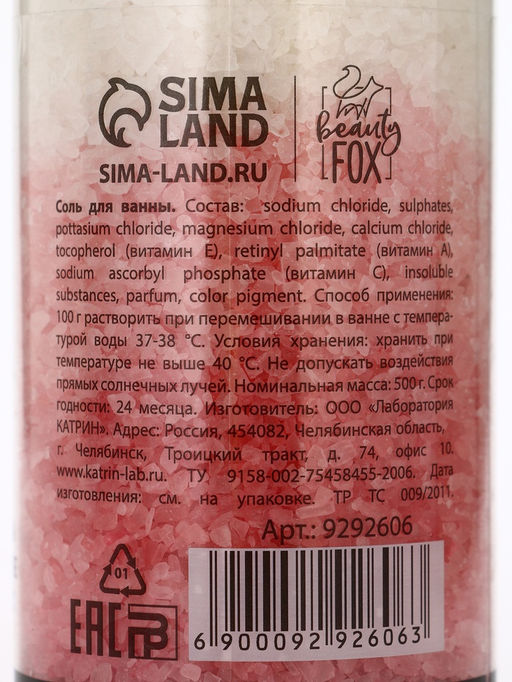 SIMA
LAND
SIMA-LAND.RU
beauty
FOX
Соль для ванны. Состав: sodium chloride, sulphates,
pottasium chloride, magnesium chloride, calcium chloride,
tocopherol (витамин Е), retinyl palmitate (витамин А),
sodium ascorbyl phosphate (витамин С), insoluble
substances, parfum, color pigment. Способ применения:
100 г растворить при перемешивании в ванне с темпера-
турой воды 37-38 °С. Условия хранения: хранить при
температуре не выше 40 °С. Не допускать воздействия
прямых солнечных лучей. Номинальная масса: 500 г. Срок
годности: 24 месяца. Изготовитель: ООО «Лаборатория
КАТРИН». Адрес: Россия, 454082, Челябинская область,
г. Челябинск, Троицкий тракт, д. 74, офис 10.
www.katrin-lab.ru. ТУ 9158-002-75458455-2006. Дата
изготовления: см. на упаковке. ТР ТС 009/2011.
Арт.: 9292606
01
EAC
6 900092 926063